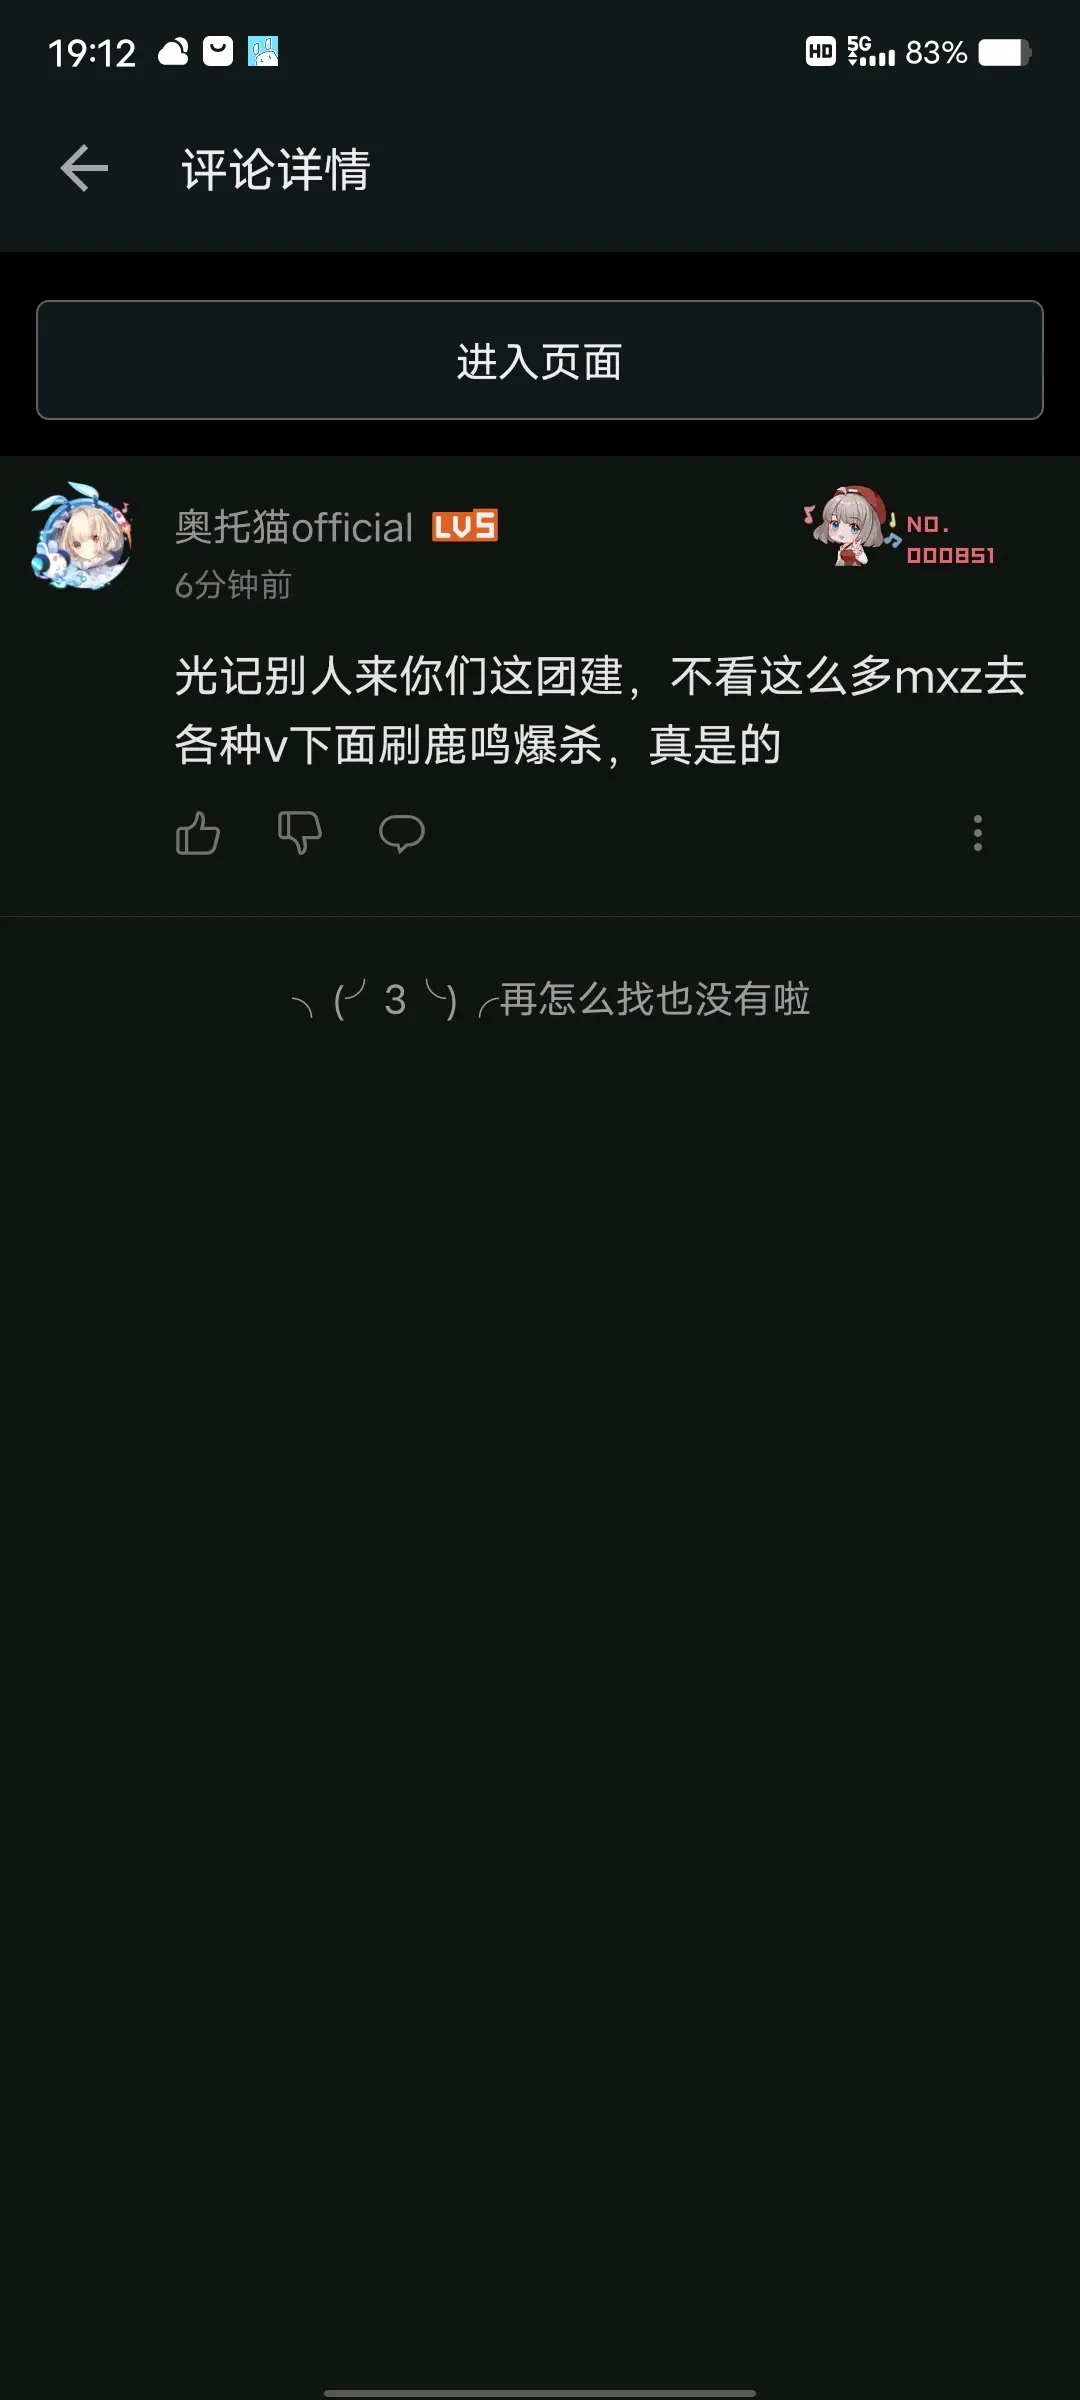 19:12 HD 5G 83%
评论详情
进入页面
奥托猫official LV5
NO.
000851
6分钟前
光记别人来你们这团建，不看这么多mxz去
各种v下面刷鹿鸣爆杀，真是的
╮(╯3╰)╭再怎么找也没有啦